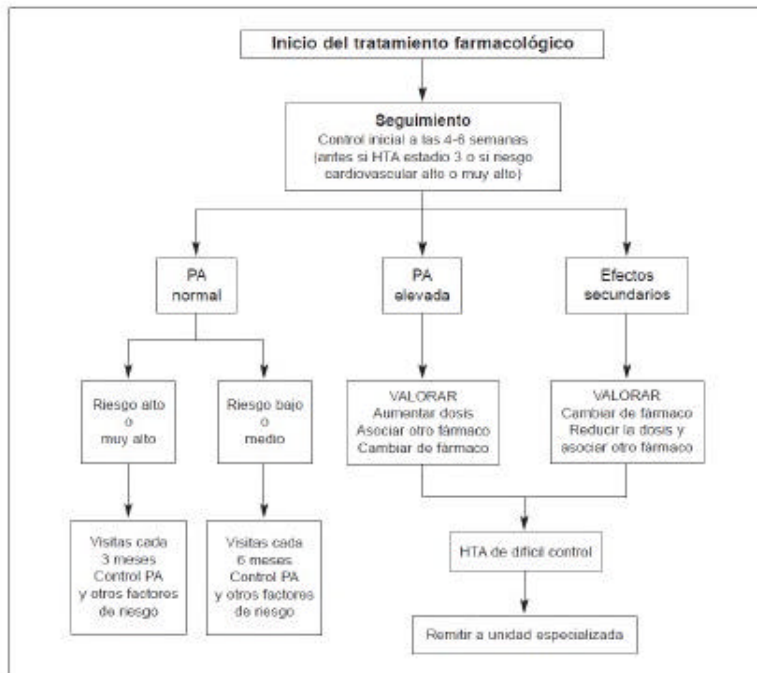 Inicio del tratamiento farmacológico
Seguimiento
Control inicial a las 4-6 semanas
(antes si HTA estadio 3 o si riesgo
cardiovascular alto o muy alto)
PA
normal
PA
elevada
Efectos
secundarios
Riesgo alto
o
muy alto
Riesgo bajo
o
medio
VALORAR
Aumentar dosis
Asociar otro fármaco
Cambiar de fármaco
VALORAR
Cambiar de fármaco
Reducir la dosis y
asociar otro fármaco
Visitas cada
3 meses
Control PA
y otros factores
de riesgo
Visitas cada
6 meses
Control PA
y otros factores
de riesgo
HTA de difícil control
Remitir a unidad especializada